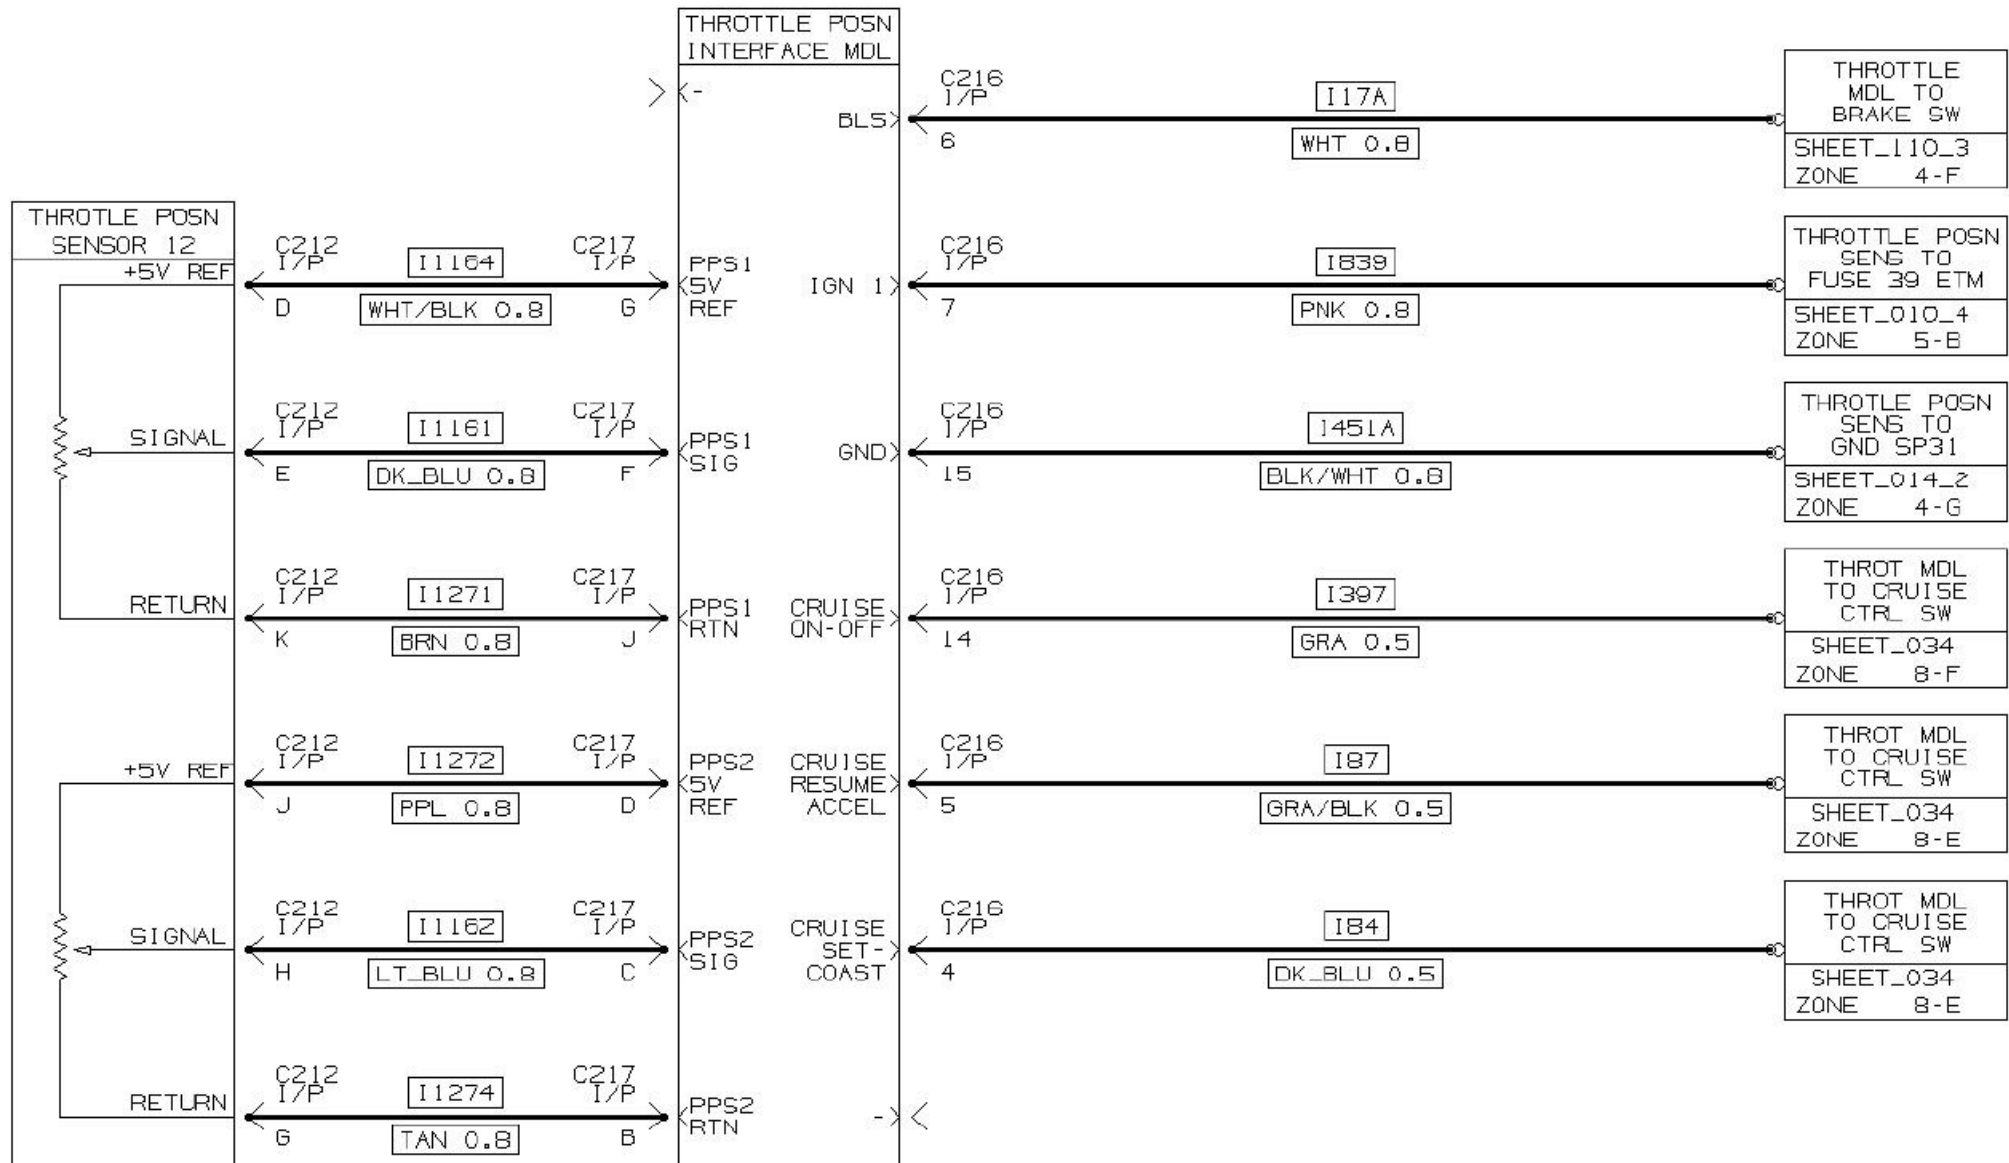 THROTTLE POSN
INTERFACE MDL
-
BLS
C216
I/P
6
I17A
WHT 0.8
THROTTLE
MDL TO
BRAKE SW
SHEET_110_3
ZONE 4-F
THROTLE POSN
SENSOR 12
+5V REF
C212
I/P
D
I1164
WHT/BLK 0.8
C217
I/P
G
PPS1
5V
REF
IGN 1
C216
I/P
7
I839
PNK 0.8
THROTTLE POSN
SENS TO
FUSE 39 ETM
SHEET_010_4
ZONE 5-B
SIGNAL
C212
I/P
E
I1161
DK_BLU 0.8
C217
I/P
F
PPS1
SIG
GND
C216
I/P
15
I451A
BLK/WHT 0.8
THROTLE POSN
SENS TO
GND SP31
SHEET_014_2
ZONE 4-G
RETURN
C212
I/P
K
I1271
BRN 0.8
C217
I/P
J
PPS1
RTN
CRUISE
ON-OFF
C216
I/P
14
I397
GRA 0.5
THROT MDL
TO CRUISE
CTRL SW
SHEET_034
ZONE 8-F
+5V REF
C212
I/P
J
I1272
PPL 0.8
C217
I/P
D
PPS2
5V
REF
CRUISE
RESUME
ACCEL
C216
I/P
5
I87
GRA/BLK 0.5
THROT MDL
TO CRUISE
CTRL SW
SHEET_034
ZONE 8-E
SIGNAL
C212
I/P
H
I1162
LT_BLU 0.8
C217
I/P
C
PPS2
SIG
CRUISE
SET-
COAST
C216
I/P
4
I84
DK_BLU 0.5
THROT MDL
TO CRUISE
CTRL SW
SHEET_034
ZONE 8-E
RETURN
C212
I/P
G
I1274
TAN 0.8
C217
I/P
B
PPS2
RTN
-